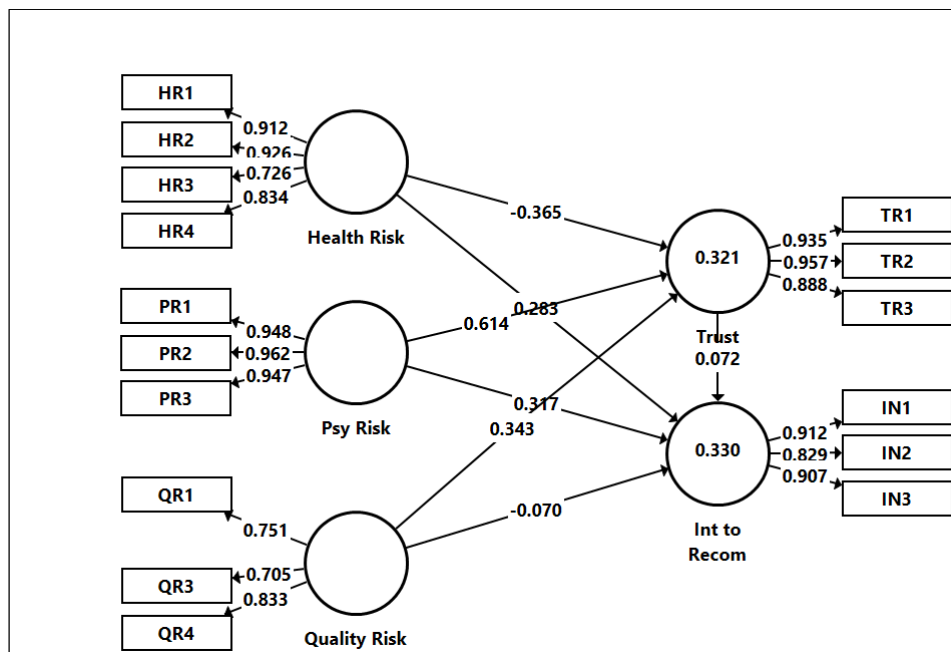 HR1
HR2
HR3
HR4
0.912
0.926
0.726
0.834
Health Risk
PR1
PR2
PR3
0.948
0.962
0.947
Psy Risk
QR1
QR3
QR4
0.751
0.705
0.833
Quality Risk
-0.365
0.283
0.614
0.317
0.343
-0.070
0.321
Trust
0.072
0.330
Int to
Recom
0.935
0.957
0.888
TR1
TR2
TR3
0.912
0.829
0.907
IN1
IN2
IN3